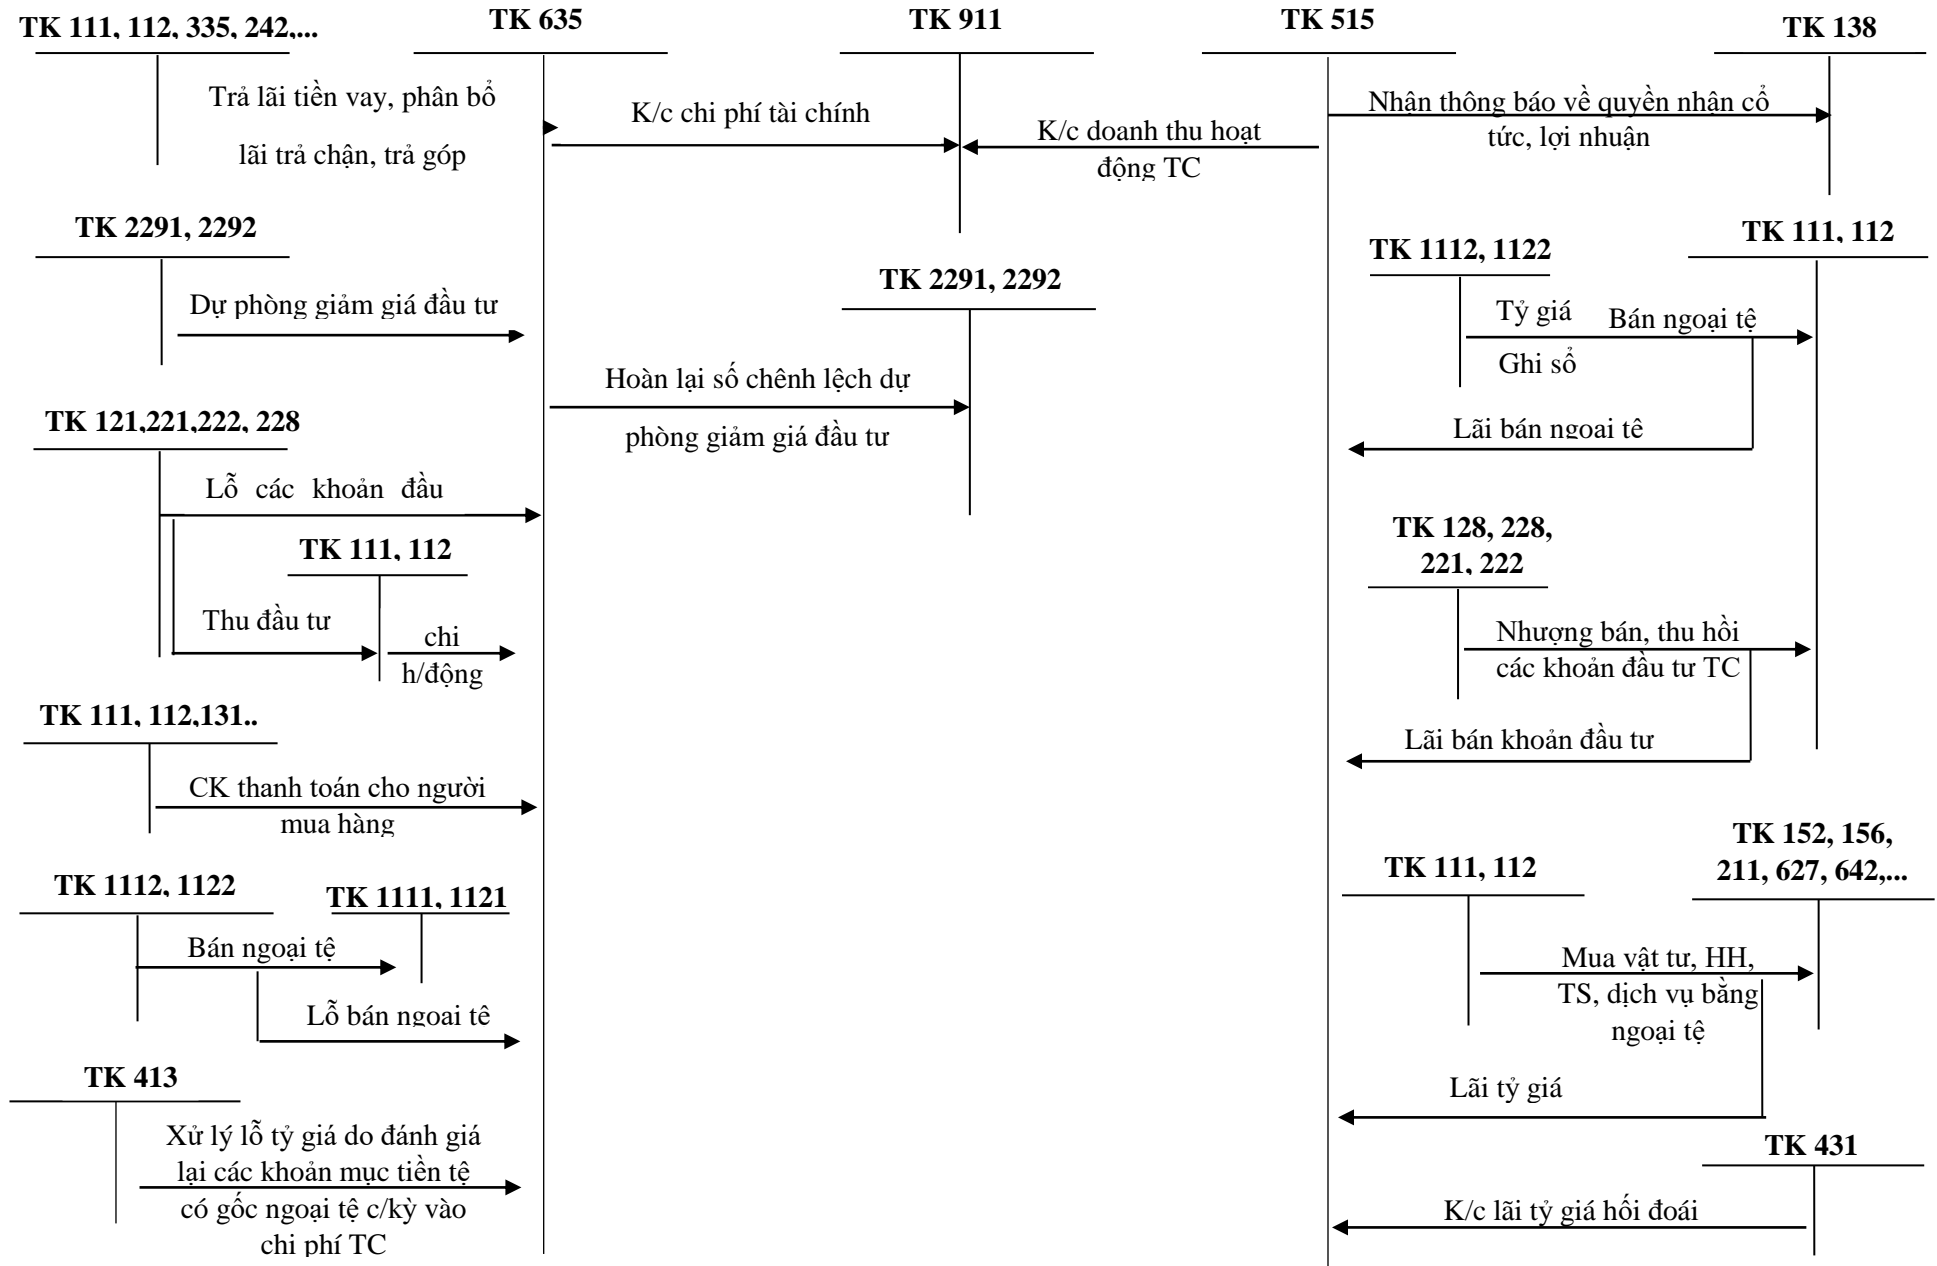 TK 111, 112, 335, 242,...
TK 635
TK 911
TK 515
TK 138
Trả lãi tiền vay, phân bổ
lãi trả chận, trả góp
K/c chi phí tài chính
K/c doanh thu hoạt
động TC
Nhận thông báo về quyền nhận cổ
tức, lợi nhuận
TK 2291, 2292
Dự phòng giảm giá đầu tư
TK 2291, 2292
Hoàn lại số chênh lệch dự
phòng giảm giá đầu tư
TK 1112, 1122
TK 111, 112
Tỷ giá
Ghi sổ
Bán ngoại tệ
Lãi bán ngoại tệ
TK 121,221,222, 228
Lỗ các khoản đầu
TK 111, 112
Thu đầu tư
chi
h/động
TK 128, 228,
221, 222
Nhượng bán, thu hồi
các khoản đầu tư TC
Lãi bán khoản đầu tư
TK 111, 112,131..
CK thanh toán cho người
mua hàng
TK 1112, 1122
TK 1111, 1121
Bán ngoại tệ
Lỗ bán ngoại tệ
TK 111, 112
TK 152, 156,
211, 627, 642,...
Mua vật tư, HH,
TS, dịch vụ bằng
ngoại tệ
Lãi tỷ giá
TK 413
Xử lý lỗ tỷ giá do đánh giá
lại các khoản mục tiền tệ
có gốc ngoại tệ c/kỳ vào
chi phí TC
TK 431
K/c lãi tỷ giá hối đoái